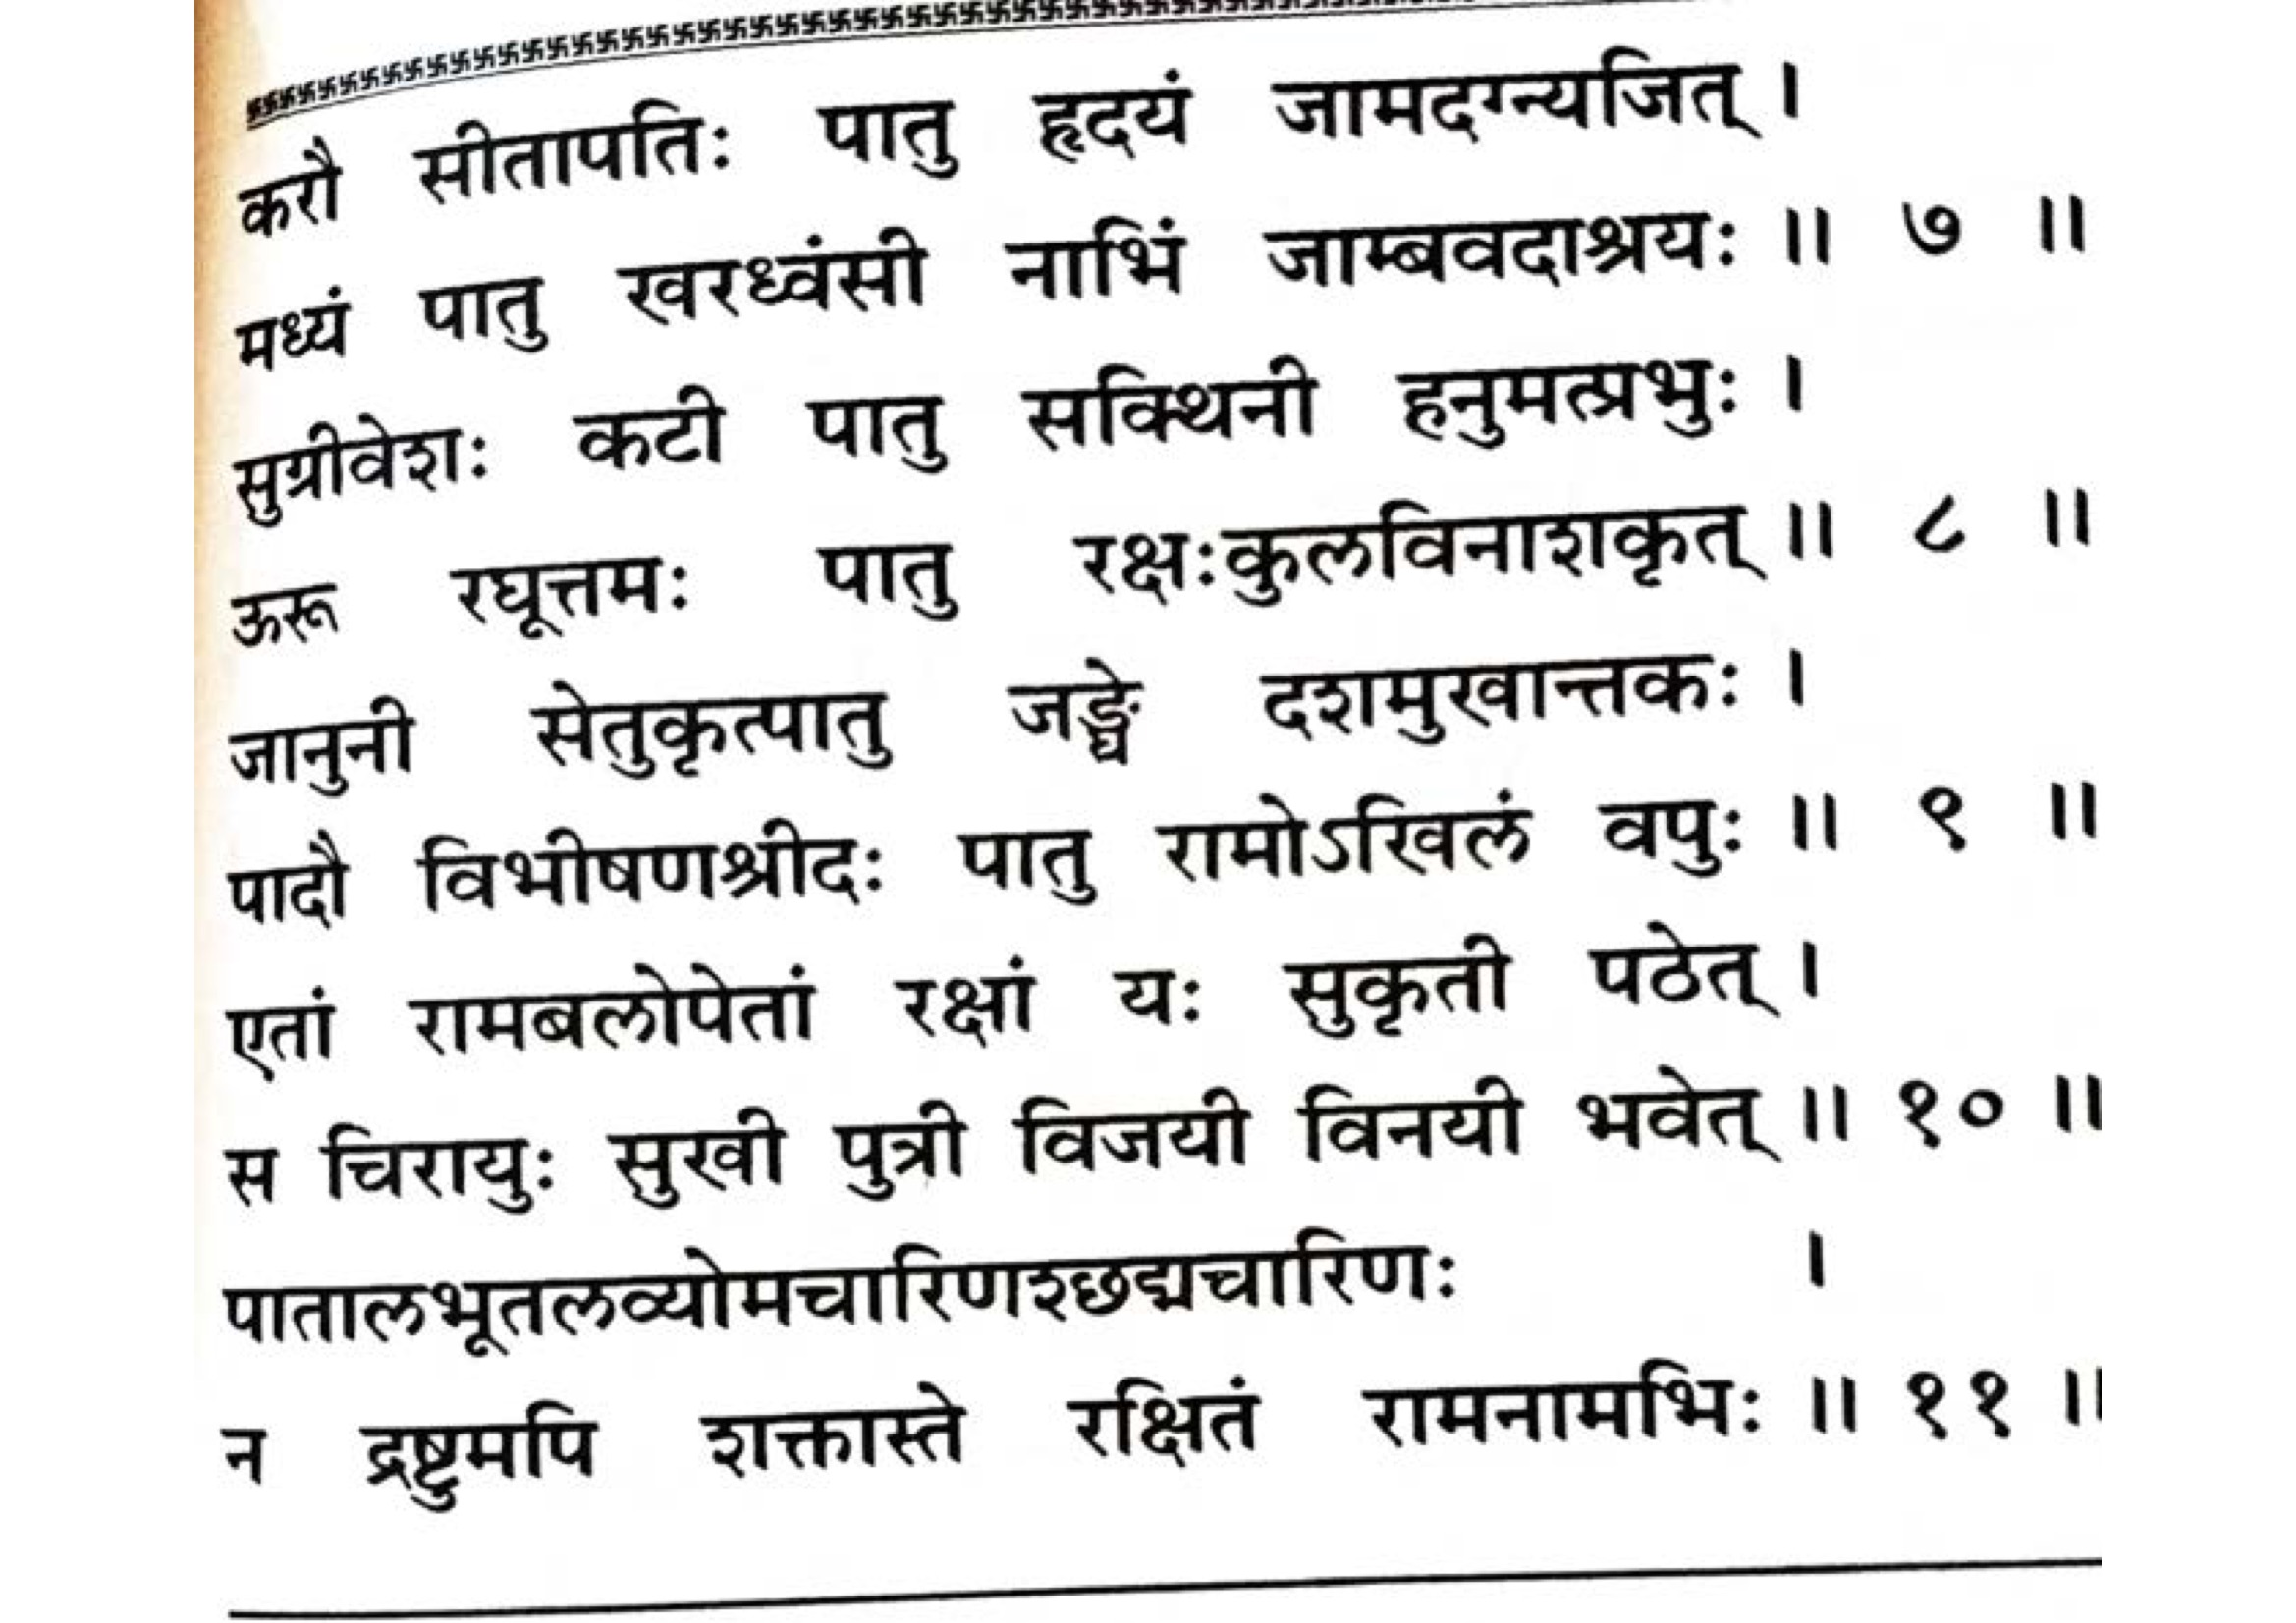 करौ सीतापतिः पातु हृदयं जामदग्न्यजित् ।
मध्यं पातु खरध्वंसी नाभिं जाम्बवदाश्रयः ॥ ७ ॥
सुग्रीवेशः कटी पातु सक्थिनी हनुमत्प्रभुः ।
ऊरू रघूत्तमः पातु रक्षःकुलविनाशकृत् ॥ ८ ॥
जानुनी सेतुकृत्पातु जङ्घे दशमुखान्तकः ।
पादौ विभीषणश्रीदः पातु रामोऽखिलं वपुः ॥ ९ ॥
एतां रामबलोपेतां रक्षां यः सुकृती पठेत् ।
स चिरायुः सुखी पुत्री विजयी विनयी भवेत् ॥ १० ॥
पातालभूतलव्योमचारिणश्छद्मचारिणः ।
न द्रष्टुमपि शक्तास्ते रक्षितं रामनामभिः ॥ ११ ॥